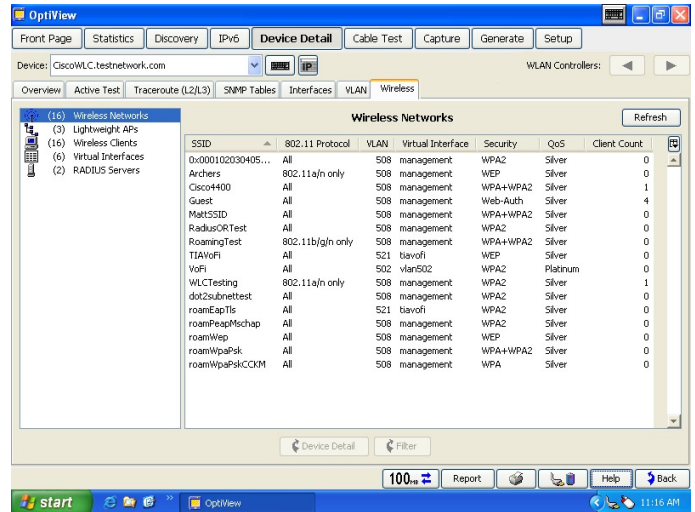 OptiView
Front Page Statistics Discovery IPv6 Device Detail Cable Test Capture Generate Setup
Device: CiscoWLC.testnetwork.com IP WLAN Controllers:
Overview Active Test Traceroute (L2/L3) SNMP Tables Interfaces VLAN Wireless
(16) Wireless Networks
(3) Lightweight APs
(16) Wireless Clients
(6) Virtual Interfaces
(2) RADIUS Servers
Wireless Networks Refresh
SSID 802.11 Protocol VLAN Virtual Interface Security QoS Client Count
0x000102030405... All 508 management WPA2 Silver 0
Archers 802.11a/n only 508 management WEP Silver 0
Cisco4400 All 508 management WPA+WPA2 Silver 1
Guest All 508 management Web-Auth Silver 4
MattSSID All 508 management WPA+WPA2 Silver 0
RadiusORTest All 508 management WPA2 Silver 0
RoamingTest 802.11b/g/n only 508 management WPA+WPA2 Silver 0
TIAVoFi All 521 tiavofi WEP Silver 0
VoFi All 502 vlan502 WPA2 Platinum 0
WLCTesting 802.11a/n only 508 management WPA2 Silver 1
dot2subnettest All 508 management WPA2 Silver 0
roamEapTls All 521 tiavofi WPA2 Silver 0
roamPeapMschap All 508 management WPA2 Silver 0
roamWep All 508 management WEP Silver 0
roamWpaPsk All 508 management WPA+WPA2 Silver 0
roamWpaPskCCKM All 508 management WPA Silver 0
Device Detail Filter
100MB Report Help Back
start OptiView 11:16 AM